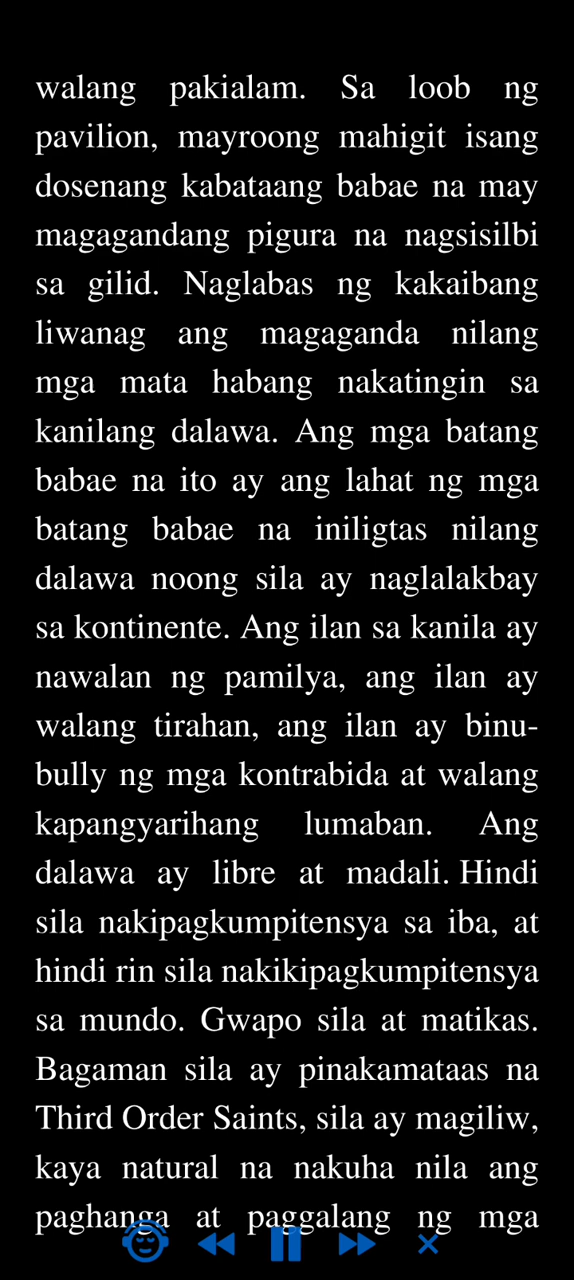 walang pakialam. Sa loob ng
pavilion, mayroong mahigit isang
dosenang kabataang babae na may
magagandang pigura na nagsisilbi
sa gilid. Naglabas ng kakaibang
liwanag ang magaganda nilang
mga mata habang nakatingin sa
kanilang dalawa. Ang mga batang
babae na ito ay ang lahat ng mga
batang babae na iniligtas nilang
dalawa noong sila ay naglalakbay
sa kontinente. Ang ilan sa kanila ay
nawalan ng pamilya, ang ilan ay
walang tirahan, ang ilan ay binu-
bully ng mga kontrabida at walang
kapangyarihang lumaban. Ang
dalawa ay libre at madali. Hindi
sila nakipagkumpitensya sa iba, at
hindi rin sila nakikipagkumpitensya
sa mundo. Gwapo sila at matikas.
Bagaman sila ay pinakamataas na
Third Order Saints, sila ay magiliw,
kaya natural na nakuha nila ang
paghanga at paggalang ng mga